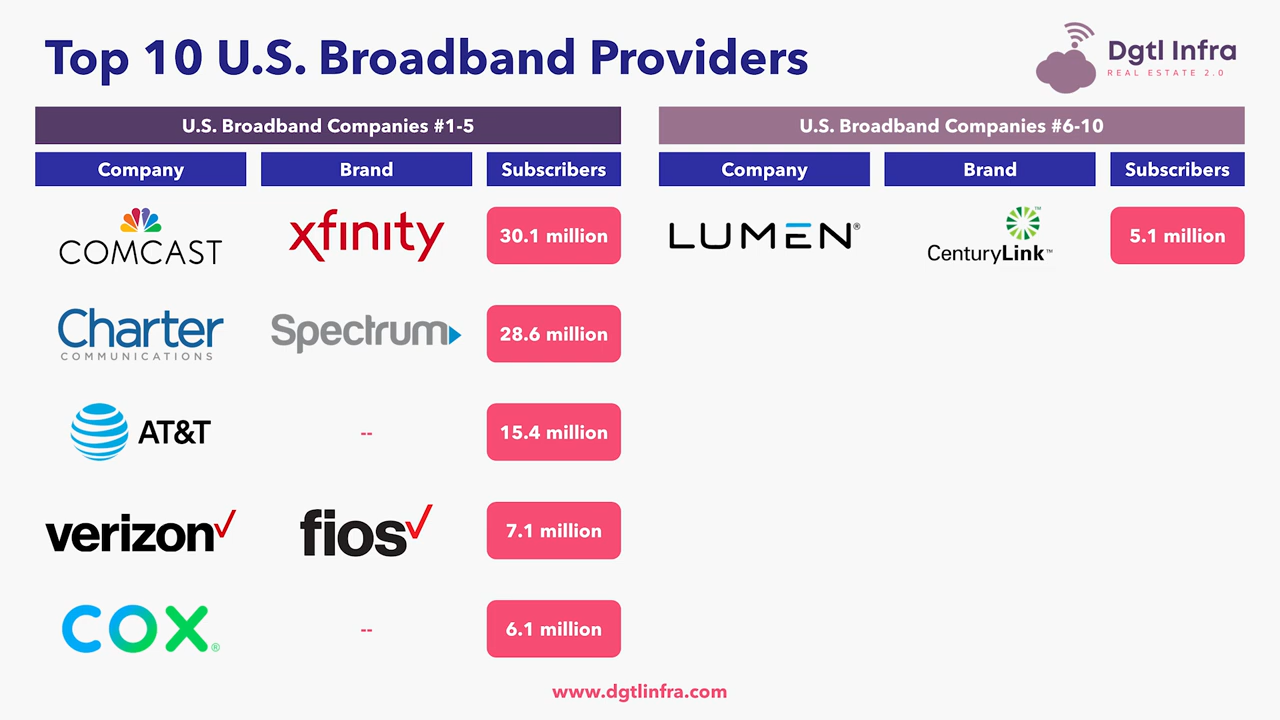 Top 10 U.S. Broadband Providers
Dgtl Infra
REAL ESTATE 2.0
U.S. Broadband Companies #1-5
Company Brand Subscribers
COMCAST xfinity 30.1 million
Charter COMMUNICATIONS Spectrum 28.6 million
AT&T -- 15.4 million
verizon✓ fios✓ 7.1 million
COX® -- 6.1 million
U.S. Broadband Companies #6-10
Company Brand Subscribers
LUMEN® CenturyLink™ 5.1 million
www.dgtlinfra.com